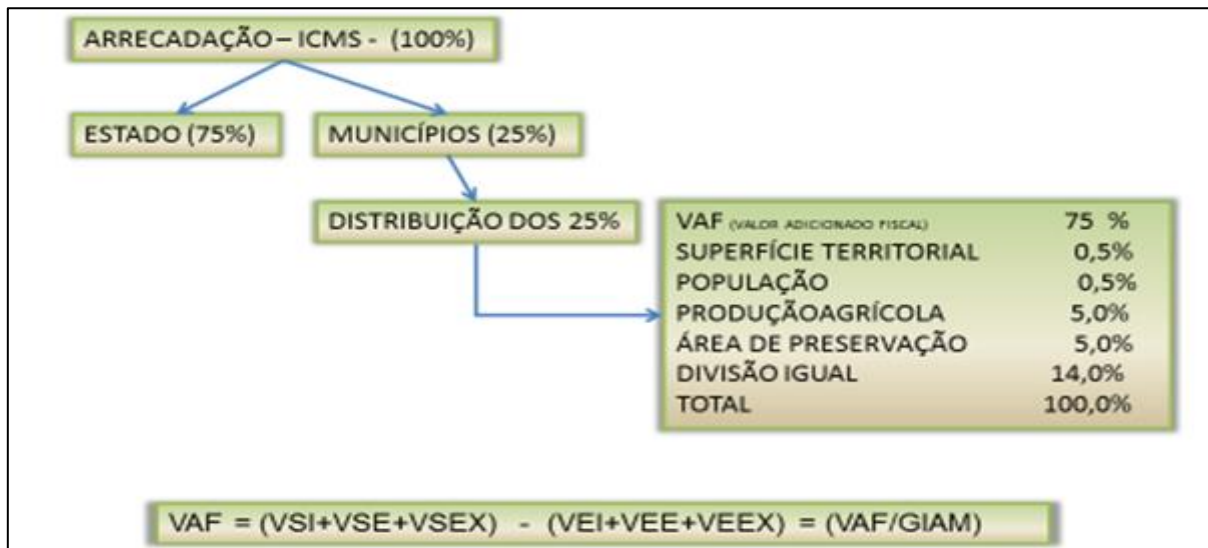 ARRECADAÇÃO – ICMS - (100%)
ESTADO (75%)
MUNICÍPIOS (25%)
DISTRIBUIÇÃO DOS 25%
VAF (VALOR ADICIONADO FISCAL) 75 %
SUPERFÍCIE TERRITORIAL 0,5%
POPULAÇÃO 0,5%
PRODUÇÃOAGRÍCOLA 5,0%
ÁREA DE PRESERVAÇÃO 5,0%
DIVISÃO IGUAL 14,0%
TOTAL 100,0%
VAF = (VSI+VSE+VSEX) - (VEI+VEE+VEEX) = (VAF/GIAM)